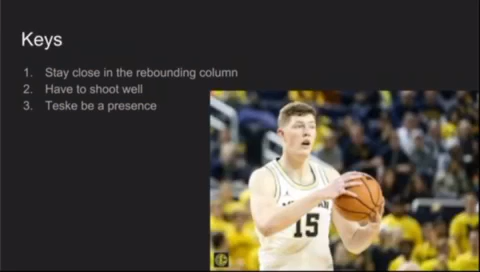 Keys
1. Stay close in the rebounding column
2. Have to shoot well
3. Teske be a presence
15